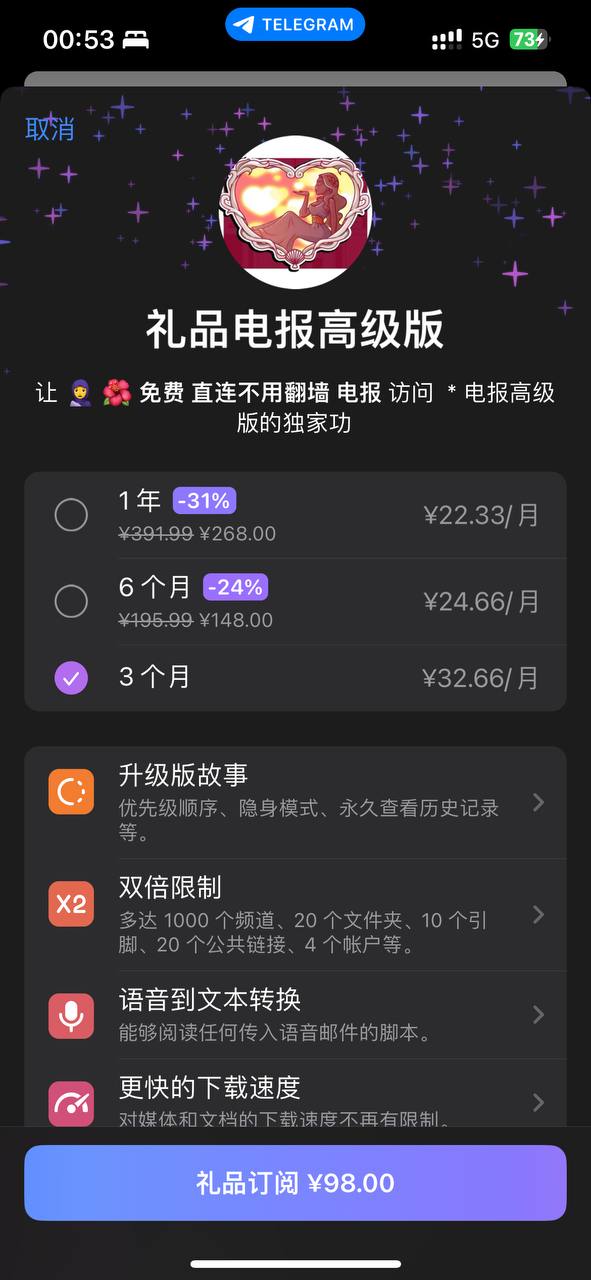 00:53
TELEGRAM
5G
73
取消
礼品电报高级版
让 🧕 🌺 免费 直连不用翻墙 电报 访问 * 电报高级
版的独家功
1 年 -31%
¥391.99 ¥268.00
¥22.33/ 月
6 个月 -24%
¥195.99 ¥148.00
¥24.66/ 月
3 个月
¥32.66/ 月
升级版故事
优先级顺序、隐身模式、永久查看历史记录
等。
X2
双倍限制
多达 1000 个频道、20 个文件夹、10 个引
脚、20 个公共链接、4 个帐户等。
语音到文本转换
能够阅读任何传入语音邮件的脚本。
更快的下载速度
对媒体和文档的下载速度不再有限制。
礼品订阅 ¥98.00